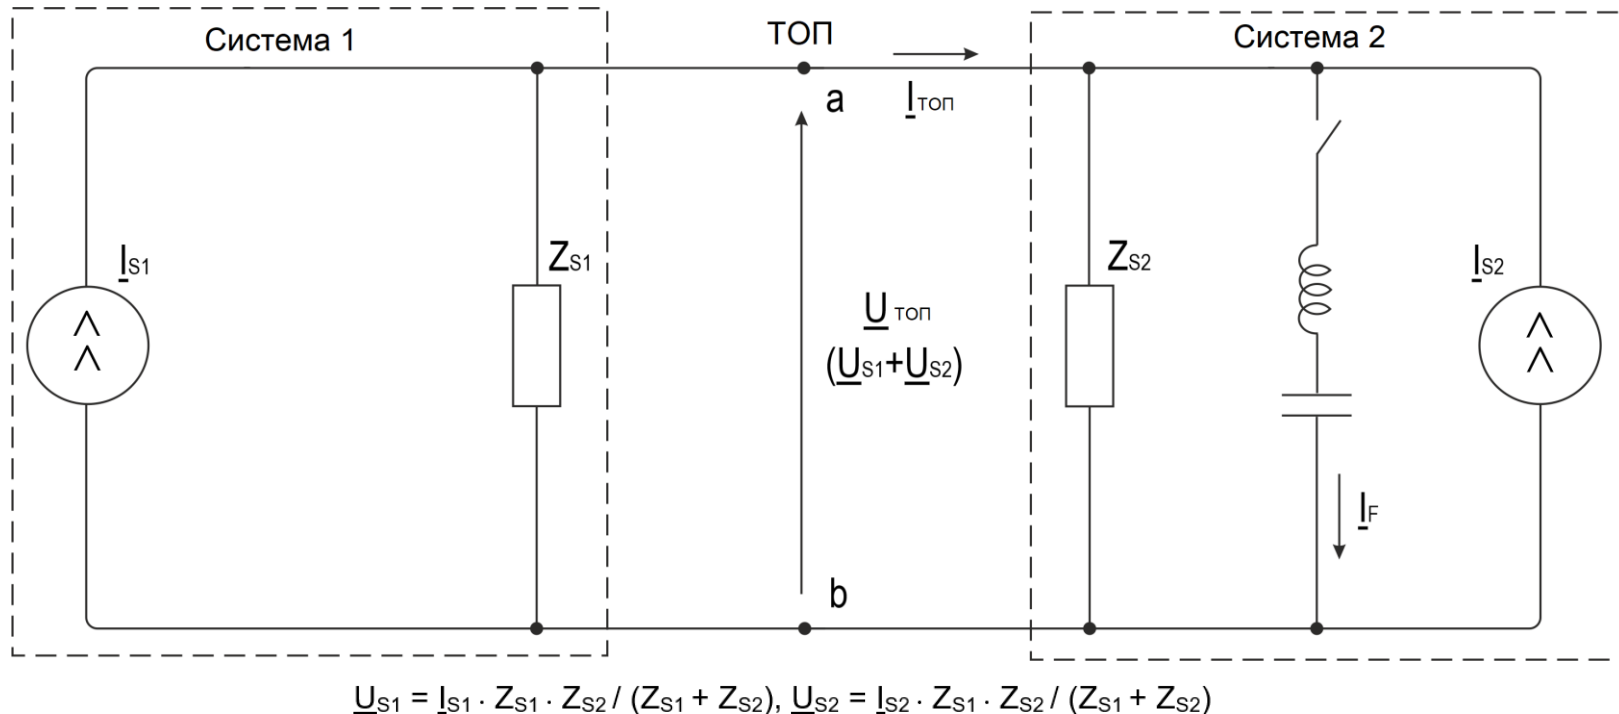 Система 1
ТОП
Система 2
a
I ТОП
I S1
Z S1
Z S2
I S2
U ТОП
(U S1+U S2)
I F
b
U S1 = I S1 · Z S1 · Z S2 / (Z S1 + Z S2), U S2 = I S2 · Z S1 · Z S2 / (Z S1 + Z S2)